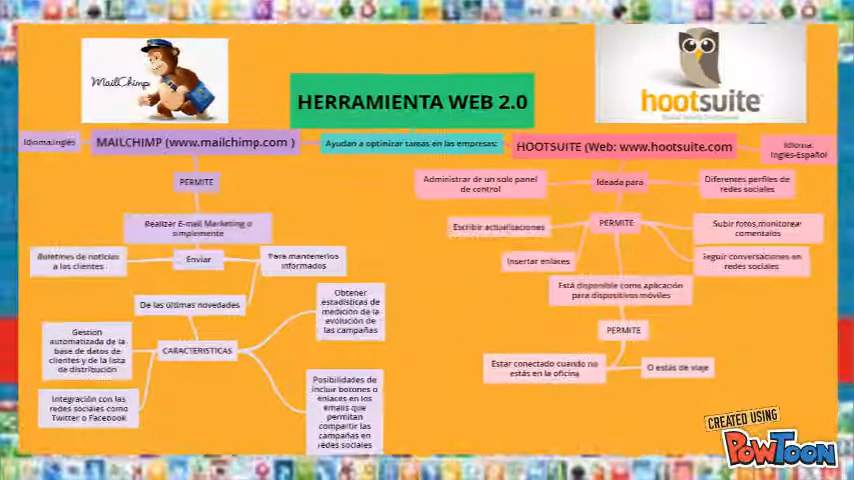 MailChimp
hootsuite
HERRAMIENTA WEB 2.0
Idioma:Inglés
MAILCHIMP (www.mailchimp.com )
Ayudan a optimizar tareas en las empresas:
HOOTSUITE (Web: www.hootsuite.com
Idioma:
Inglés-Español
PERMITE
Realizar E-mail Marketing o
simplemente
Boletines de noticias
a los clientes
Enviar
Para mantenerlos
informados
De las últimas novedades
Gestión
automatizada de la
base de datos de
clientes y de la lista
de distribución
CARACTERISTICAS
Obtener
estadísticas de
medición de la
evolución de
las campañas
Integración con las
redes sociales como
Twitter o Facebook
Posibilidades de
incluir botones o
enlaces en los
emails que
permitan
compartir las
campañas en
redes sociales
Administrar de un solo panel
de control
Ideada para
Diferentes perfiles de
redes sociales
Escribir actualizaciones
PERMITE
Subir fotos,monitorear
comentaios
Insertar enlaces
Seguir conversaciones en
redes sociales
Está disponible como aplicación
para dispositivos móviles
PERMITE
Estar conectado cuando no
estás en la oficina
O estás de viaje
CREATED USING
PowToon